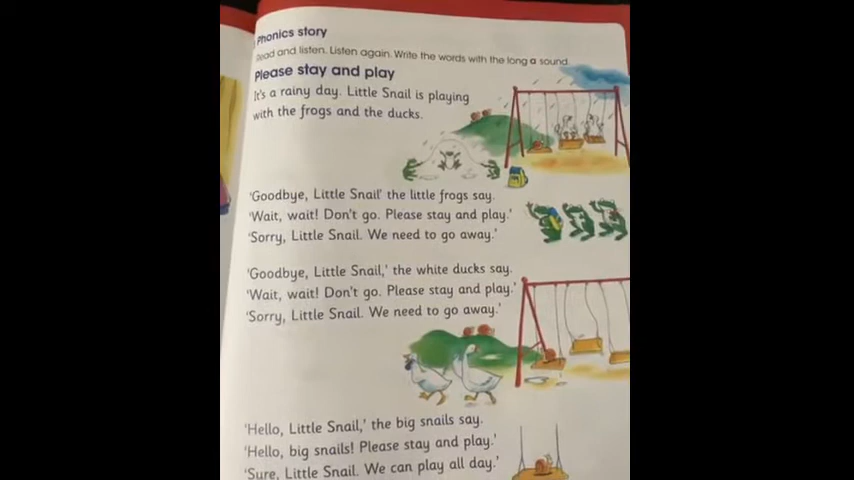 Phonics story
Read and listen. Listen again. Write the words with the long a sound.
Please stay and play
It's a rainy day. Little Snail is playing
with the frogs and the ducks.
'Goodbye, Little Snail' the little frogs say.
'Wait, wait! Don't go. Please stay and play.'
'Sorry, Little Snail. We need to go away.'
'Goodbye, Little Snail,' the white ducks say.
'Wait, wait! Don't go. Please stay and play.'
'Sorry, Little Snail. We need to go away.'
'Hello, Little Snail,' the big snails say.
'Hello, big snails! Please stay and play.'
'Sure, Little Snail. We can play all day.'